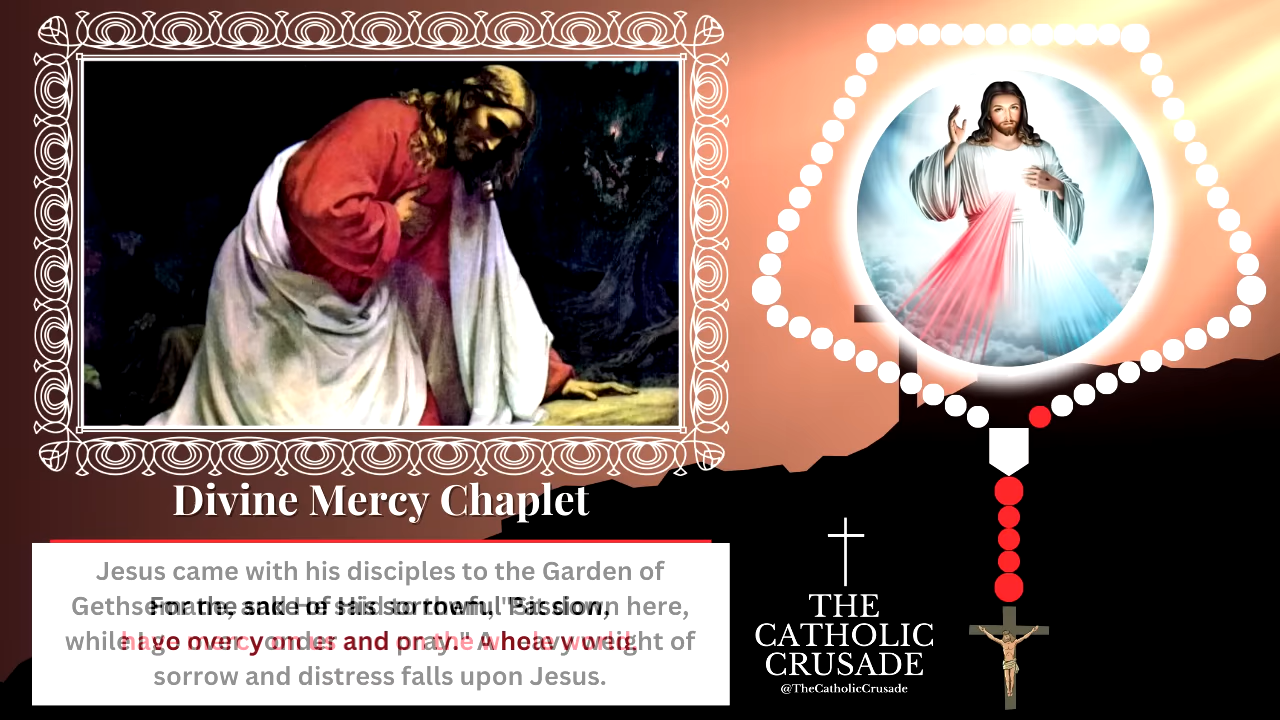 Divine Mercy Chaplet
Jesus came with his disciples to the Garden of
For the sake of His sorrowful Passion,
have mercy on us and on the whole world.
sorrow and distress falls upon Jesus.
THE
CATHOLIC
CRUSADE
@TheCatholicCrusade